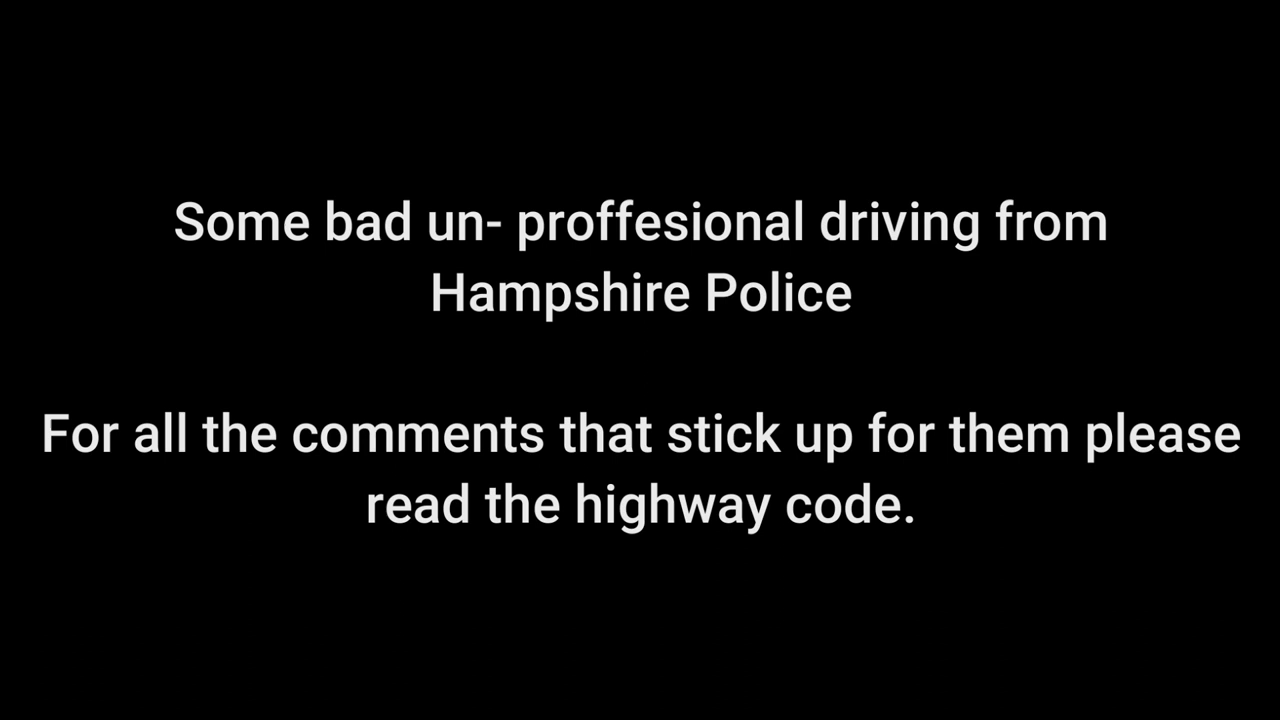 Some bad un- proffesional driving from
Hampshire Police
For all the comments that stick up for them please
read the highway code.